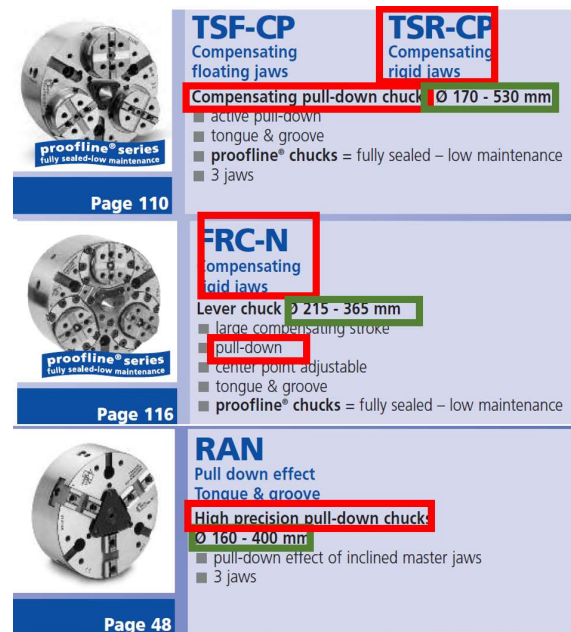 TSF-CP
Compensating
floating jaws
TSR-CP
Compensating
rigid jaws
Compensating pull-down chuck Ø 170 - 530 mm
■ active pull-down
■ tongue & groove
■ proofline® chucks = fully sealed – low maintenance
■ 3 jaws
proofline® series
fully sealed-low maintenance
Page 110
FRC-N
Compensating
rigid jaws
Lever chuck Ø 215 - 365 mm
■ large compensating stroke
■ pull-down
■ center point adjustable
■ tongue & groove
■ proofline® chucks = fully sealed – low maintenance
proofline® series
fully sealed-low maintenance
Page 116
RAN
Pull down effect
Tongue & groove
High precision pull-down chucks
Ø 160 - 400 mm
■ pull-down effect of inclined master jaws
■ 3 jaws
Page 48